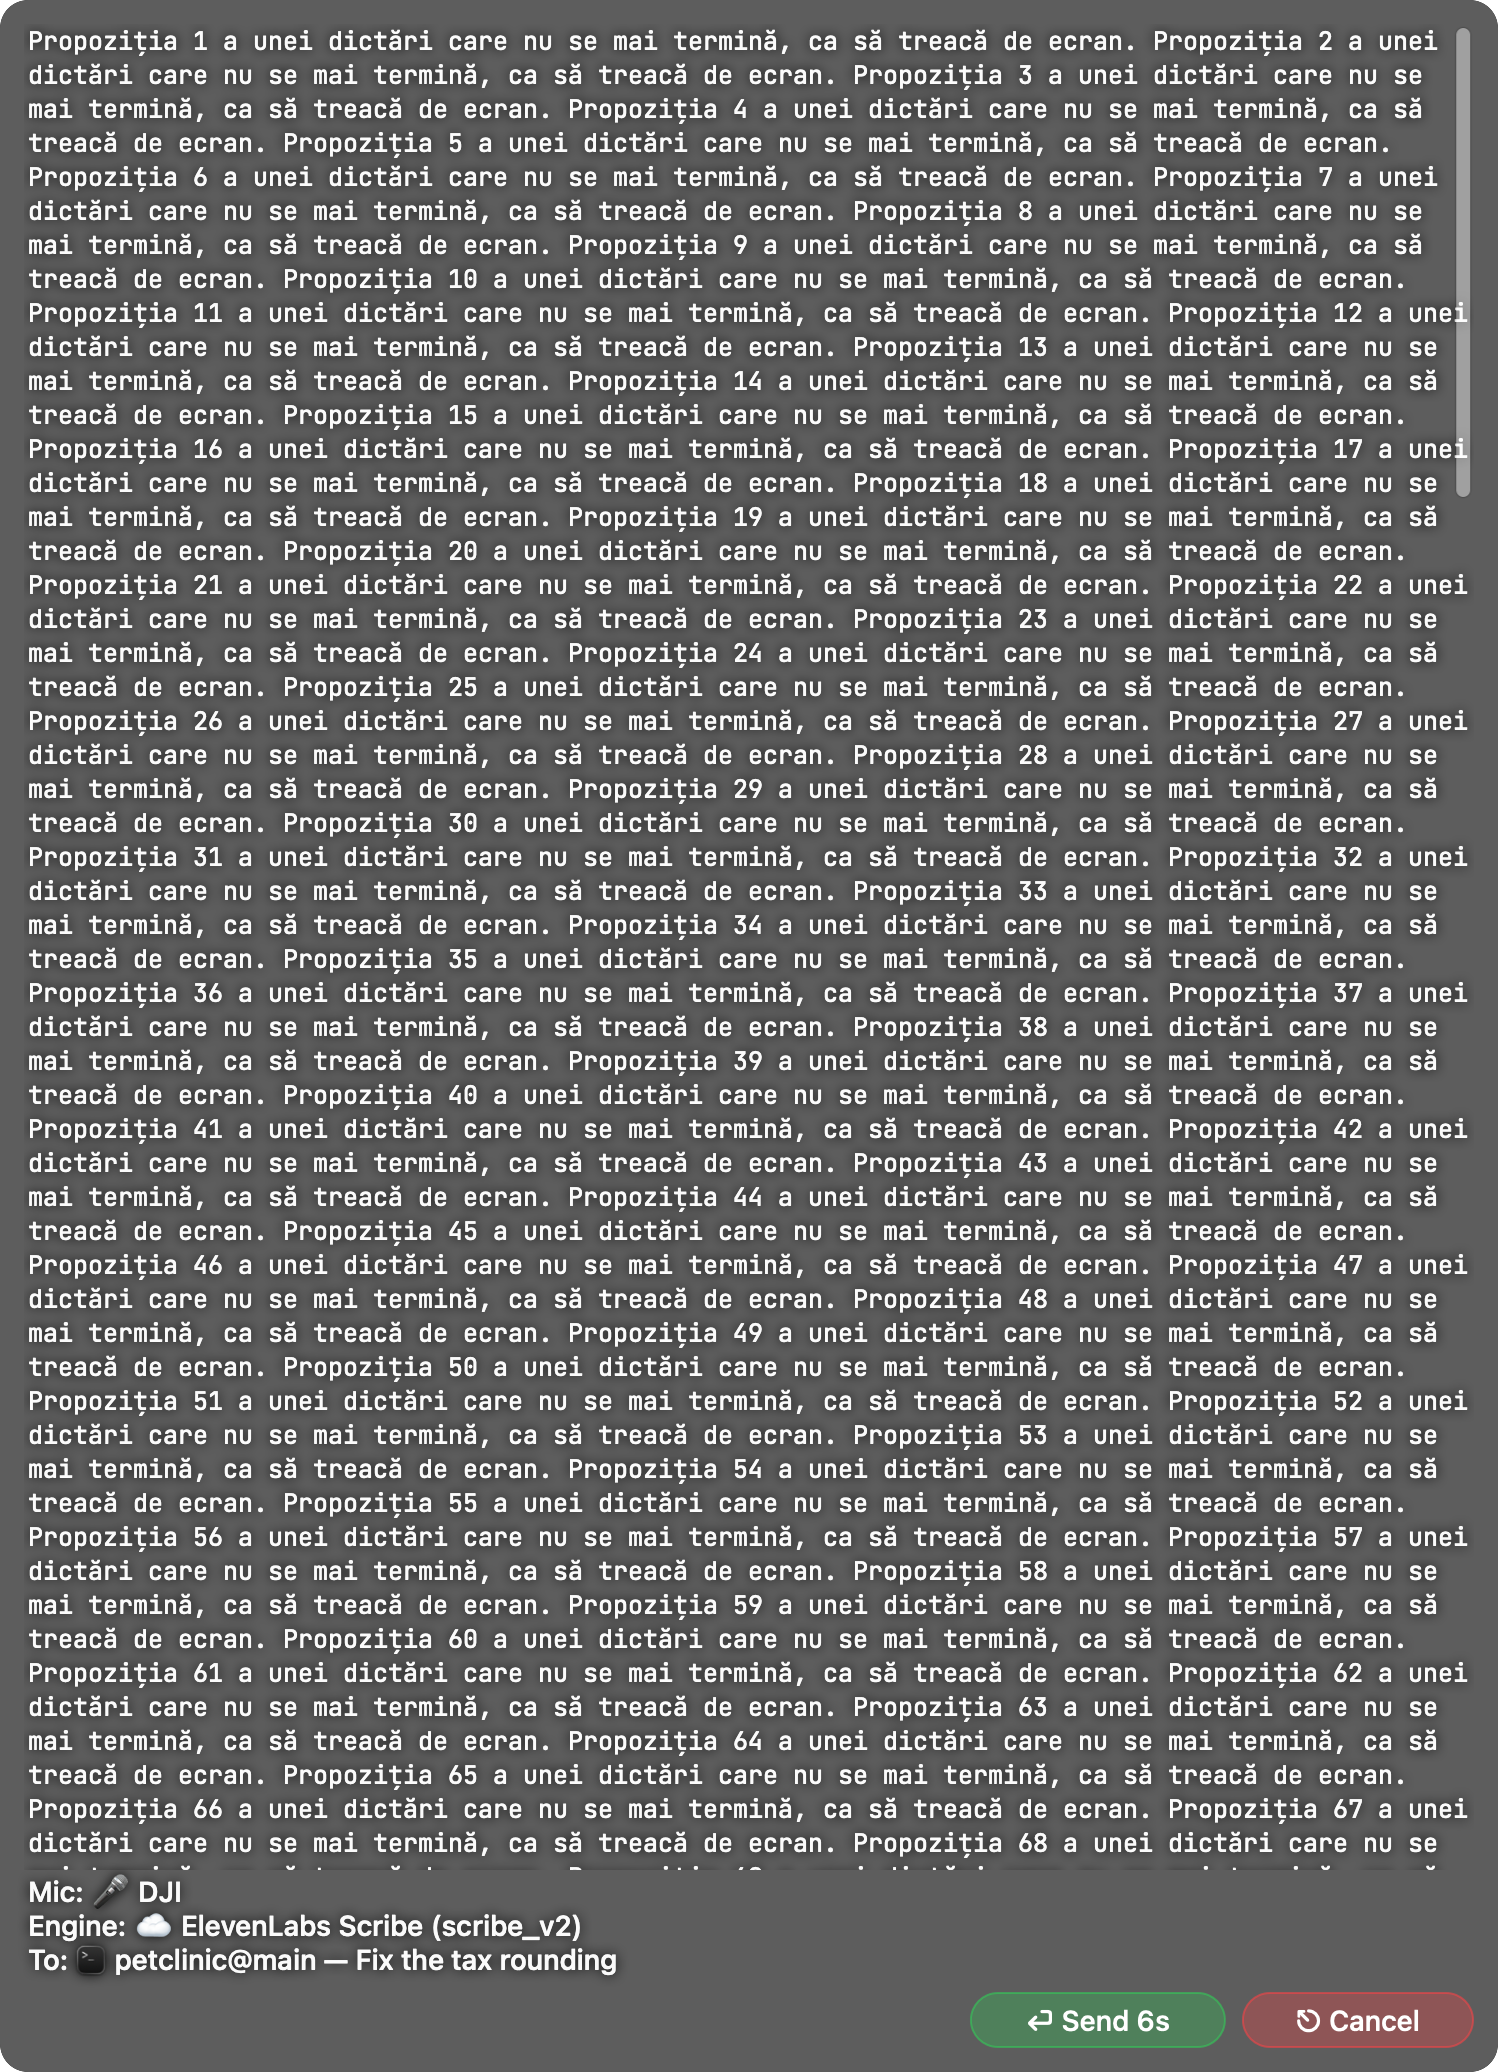 Propoziția 1 a unei dictări care nu se mai termină, ca să treacă de ecran. Propoziția 2 a unei
dictări care nu se mai termină, ca să treacă de ecran. Propoziția 3 a unei dictări care nu se
mai termină, ca să treacă de ecran. Propoziția 4 a unei dictări care nu se mai termină, ca să
treacă de ecran. Propoziția 5 a unei dictări care nu se mai termină, ca să treacă de ecran.
Propoziția 6 a unei dictări care nu se mai termină, ca să treacă de ecran. Propoziția 7 a unei
dictări care nu se mai termină, ca să treacă de ecran. Propoziția 8 a unei dictări care nu se
mai termină, ca să treacă de ecran. Propoziția 9 a unei dictări care nu se mai termină, ca să
treacă de ecran. Propoziția 10 a unei dictări care nu se mai termină, ca să treacă de ecran.
Propoziția 11 a unei dictări care nu se mai termină, ca să treacă de ecran. Propoziția 12 a unei
dictări care nu se mai termină, ca să treacă de ecran. Propoziția 13 a unei dictări care nu se
mai termină, ca să treacă de ecran. Propoziția 14 a unei dictări care nu se mai termină, ca să
treacă de ecran. Propoziția 15 a unei dictări care nu se mai termină, ca să treacă de ecran.
Propoziția 16 a unei dictări care nu se mai termină, ca să treacă de ecran. Propoziția 17 a unei
dictări care nu se mai termină, ca să treacă de ecran. Propoziția 18 a unei dictări care nu se
mai termină, ca să treacă de ecran. Propoziția 19 a unei dictări care nu se mai termină, ca să
treacă de ecran. Propoziția 20 a unei dictări care nu se mai termină, ca să treacă de ecran.
Propoziția 21 a unei dictări care nu se mai termină, ca să treacă de ecran. Propoziția 22 a unei
dictări care nu se mai termină, ca să treacă de ecran. Propoziția 23 a unei dictări care nu se
mai termină, ca să treacă de ecran. Propoziția 24 a unei dictări care nu se mai termină, ca să
treacă de ecran. Propoziția 25 a unei dictări care nu se mai termină, ca să treacă de ecran.
Propoziția 26 a unei dictări care nu se mai termină, ca să treacă de ecran. Propoziția 27 a unei
dictări care nu se mai termină, ca să treacă de ecran. Propoziția 28 a unei dictări care nu se
mai termină, ca să treacă de ecran. Propoziția 29 a unei dictări care nu se mai termină, ca să
treacă de ecran. Propoziția 30 a unei dictări care nu se mai termină, ca să treacă de ecran.
Propoziția 31 a unei dictări care nu se mai termină, ca să treacă de ecran. Propoziția 32 a unei
dictări care nu se mai termină, ca să treacă de ecran. Propoziția 33 a unei dictări care nu se
mai termină, ca să treacă de ecran. Propoziția 34 a unei dictări care nu se mai termină, ca să
treacă de ecran. Propoziția 35 a unei dictări care nu se mai termină, ca să treacă de ecran.
Propoziția 36 a unei dictări care nu se mai termină, ca să treacă de ecran. Propoziția 37 a unei
dictări care nu se mai termină, ca să treacă de ecran. Propoziția 38 a unei dictări care nu se
mai termină, ca să treacă de ecran. Propoziția 39 a unei dictări care nu se mai termină, ca să
treacă de ecran. Propoziția 40 a unei dictări care nu se mai termină, ca să treacă de ecran.
Propoziția 41 a unei dictări care nu se mai termină, ca să treacă de ecran. Propoziția 42 a unei
dictări care nu se mai termină, ca să treacă de ecran. Propoziția 43 a unei dictări care nu se
mai termină, ca să treacă de ecran. Propoziția 44 a unei dictări care nu se mai termină, ca să
treacă de ecran. Propoziția 45 a unei dictări care nu se mai termină, ca să treacă de ecran.
Propoziția 46 a unei dictări care nu se mai termină, ca să treacă de ecran. Propoziția 47 a unei
dictări care nu se mai termină, ca să treacă de ecran. Propoziția 48 a unei dictări care nu se
mai termină, ca să treacă de ecran. Propoziția 49 a unei dictări care nu se mai termină, ca să
treacă de ecran. Propoziția 50 a unei dictări care nu se mai termină, ca să treacă de ecran.
Propoziția 51 a unei dictări care nu se mai termină, ca să treacă de ecran. Propoziția 52 a unei
dictări care nu se mai termină, ca să treacă de ecran. Propoziția 53 a unei dictări care nu se
mai termină, ca să treacă de ecran. Propoziția 54 a unei dictări care nu se mai termină, ca să
treacă de ecran. Propoziția 55 a unei dictări care nu se mai termină, ca să treacă de ecran.
Propoziția 56 a unei dictări care nu se mai termină, ca să treacă de ecran. Propoziția 57 a unei
dictări care nu se mai termină, ca să treacă de ecran. Propoziția 58 a unei dictări care nu se
mai termină, ca să treacă de ecran. Propoziția 59 a unei dictări care nu se mai termină, ca să
treacă de ecran. Propoziția 60 a unei dictări care nu se mai termină, ca să treacă de ecran.
Propoziția 61 a unei dictări care nu se mai termină, ca să treacă de ecran. Propoziția 62 a unei
dictări care nu se mai termină, ca să treacă de ecran. Propoziția 63 a unei dictări care nu se
mai termină, ca să treacă de ecran. Propoziția 64 a unei dictări care nu se mai termină, ca să
treacă de ecran. Propoziția 65 a unei dictări care nu se mai termină, ca să treacă de ecran.
Propoziția 66 a unei dictări care nu se mai termină, ca să treacă de ecran. Propoziția 67 a unei
dictări care nu se mai termină, ca să treacă de ecran. Propoziția 68 a unei dictări care nu se
Mic: 🎤 DJI
Engine: ☁️ ElevenLabs Scribe (scribe_v2)
To: petclinic@main — Fix the tax rounding
Send 6s
Cancel